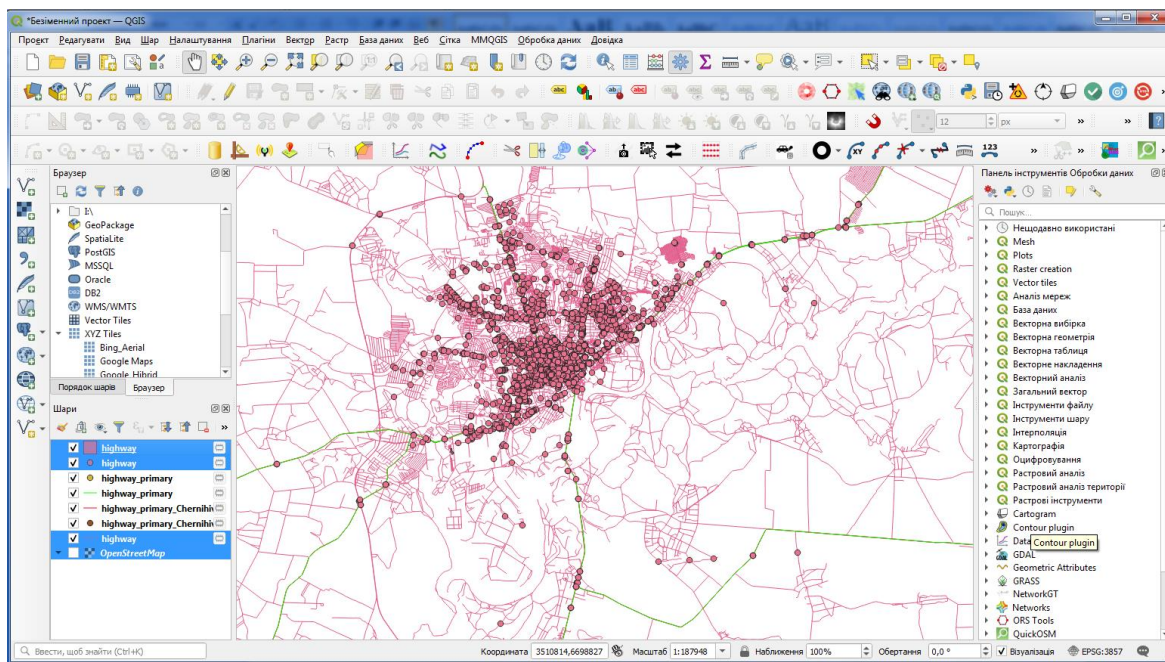 *Безіменний проект — QGIS
Проект Редагувати Вид Шар Налаштування Плагіни Вектор Растр База даних Веб Сітка MMQGIS Обробка даних Довідка
12 px
123
Браузер
I:\
GeoPackage
SpatiaLite
PostGIS
MSSQL
Oracle
DB2
WMS/WMTS
Vector Tiles
XYZ Tiles
Bing_Aerial
Google Maps
Google Hibrid
Порядок шарів Браузер
Шари
highway
highway
highway_primary
highway_primary
highway_primary_Chernihiv
highway_primary_Chernihiv
highway
OpenStreetMap
Панель інструментів Обробки даних
Пошук...
Нещодавно використані
Mesh
Plots
Raster creation
Vector tiles
Аналіз мереж
База даних
Векторна вибірка
Векторна геометрія
Векторна таблиця
Векторне накладення
Векторний аналіз
Загальний вектор
Інструменти файлу
Інструменти шару
Інтерполяція
Картографія
Оцифровування
Растровий аналіз
Растровий аналіз території
Растрові інструменти
Cartogram
Contour plugin
Data Contour plugin
GDAL
Geometric Attributes
GRASS
NetworkGT
Networks
ORS Tools
QuickOSM
Ввести, щоб знайти (Ctrl+K) Координата 3510814,6698827 Масштаб 1:187948 Наближення 100% Обертання 0,0 ° Візуалізація EPSG:3857